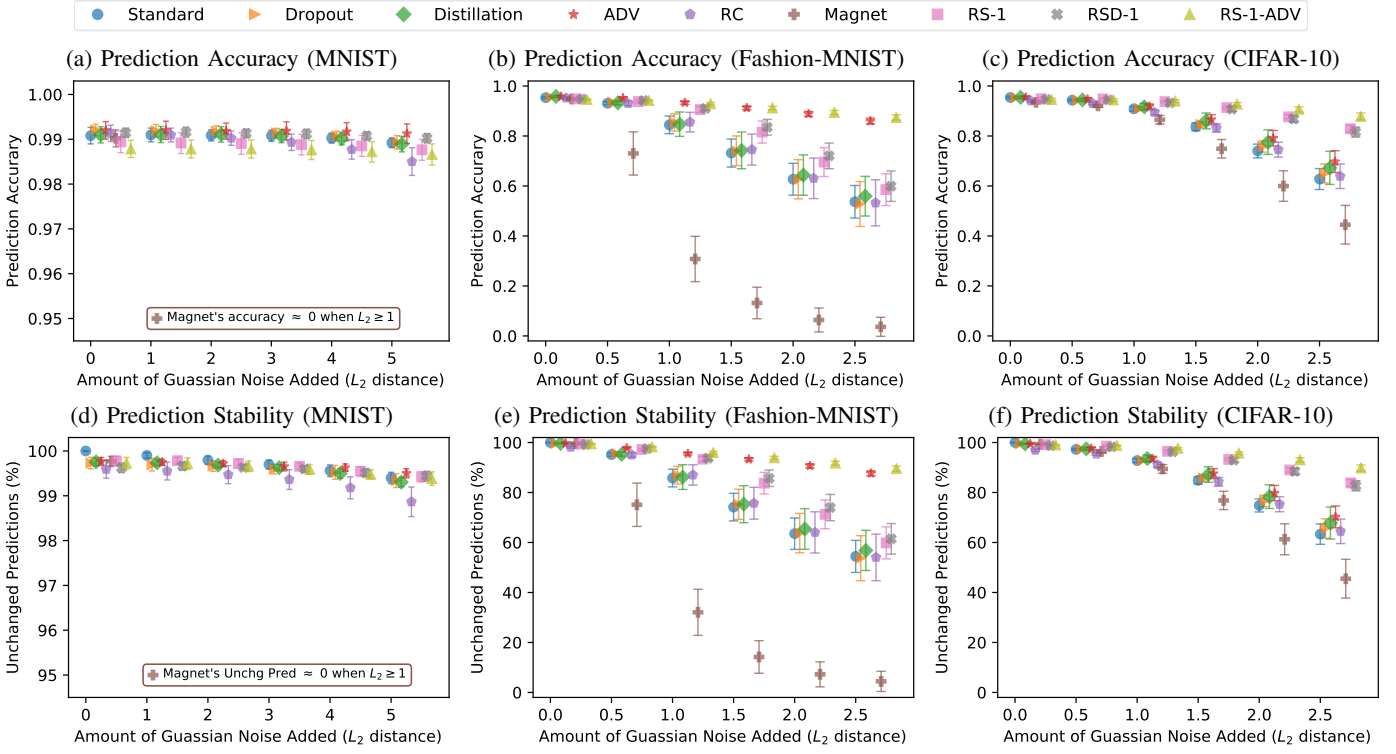 Standard Dropout Distillation ADV RC Magnet RS-1 RSD-1 RS-1-ADV
(a) Prediction Accuracy (MNIST)
1.00
0.99
0.98
0.97
0.96
0.95
Prediction Accuracy
Magnet's accuracy ≈ 0 when L₂ ≥ 1
0 1 2 3 4 5
Amount of Guassian Noise Added (L₂ distance)
(b) Prediction Accuracy (Fashion-MNIST)
1.0
0.8
0.6
0.4
0.2
0.0
Prediction Accurary
0.0 0.5 1.0 1.5 2.0 2.5
Amount of Guassian Noise Added (L₂ distance)
(c) Prediction Accuracy (CIFAR-10)
1.0
0.8
0.6
0.4
0.2
0.0
Prediction Accurary
0.0 0.5 1.0 1.5 2.0 2.5
Amount of Guassian Noise Added (L₂ distance)
(d) Prediction Stability (MNIST)
100
99
98
97
96
95
Unchanged Predictions (%)
Magnet's Unchg Pred ≈ 0 when L₂ ≥ 1
0 1 2 3 4 5
Amount of Guassian Noise Added (L₂ distance)
(e) Prediction Stability (Fashion-MNIST)
100
80
60
40
20
0
Unchanged Predictions (%)
0.0 0.5 1.0 1.5 2.0 2.5
Amount of Guassian Noise Added (L₂ distance)
(f) Prediction Stability (CIFAR-10)
100
80
60
40
20
0
Unchanged Predictions (%)
0.0 0.5 1.0 1.5 2.0 2.5
Amount of Guassian Noise Added (L₂ distance)